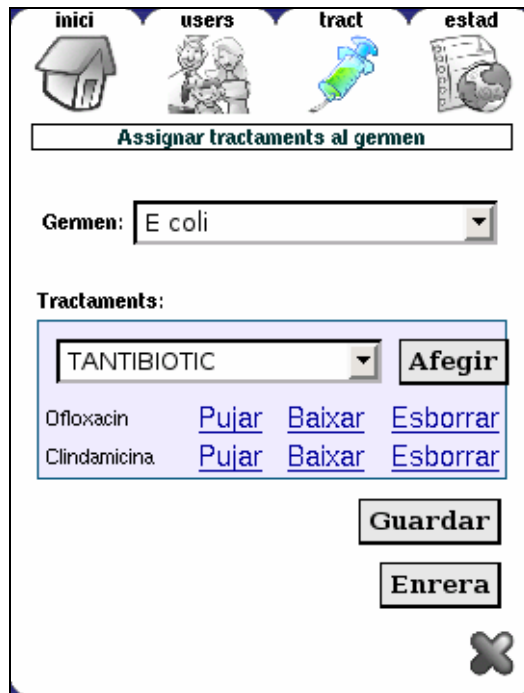 inici users tract estad
Assignar tractaments al germen
Germen: E coli
Tractaments:
TANTIBIOTIC Afegir
Ofloxacin Pujar Baixar Esborrar
Clindamicina Pujar Baixar Esborrar
Guardar
Enrera